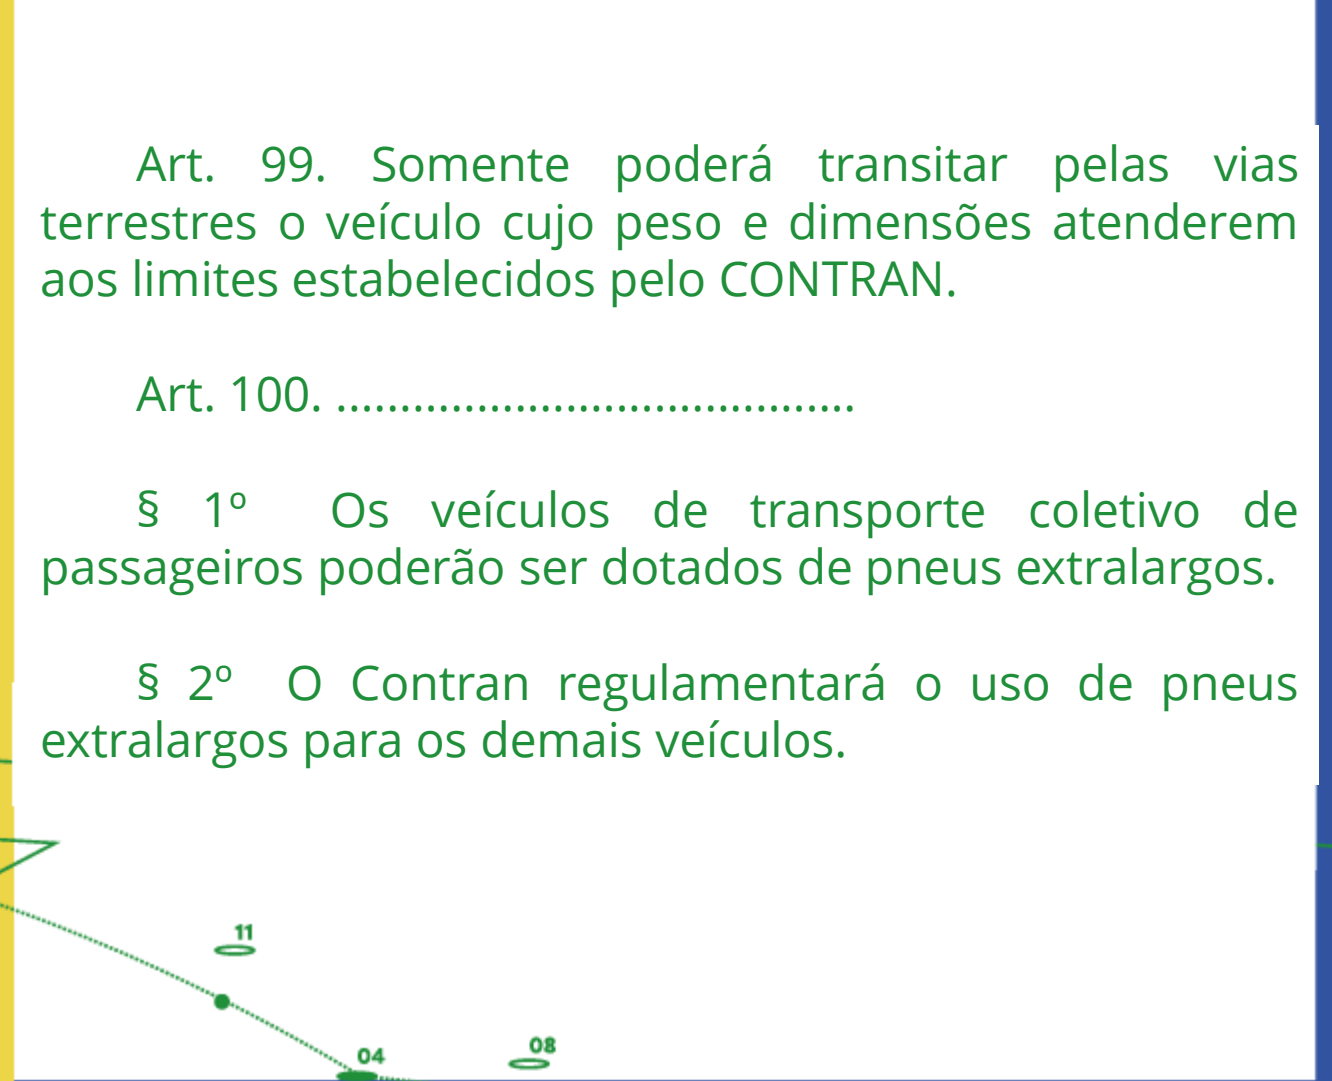 Art. 99. Somente poderá transitar pelas vias
terrestres o veículo cujo peso e dimensões atenderem
aos limites estabelecidos pelo CONTRAN.
Art. 100. ........................................
§ 1º Os veículos de transporte coletivo de
passageiros poderão ser dotados de pneus extralargos.
§ 2º O Contran regulamentará o uso de pneus
extralargos para os demais veículos.
11
04
08